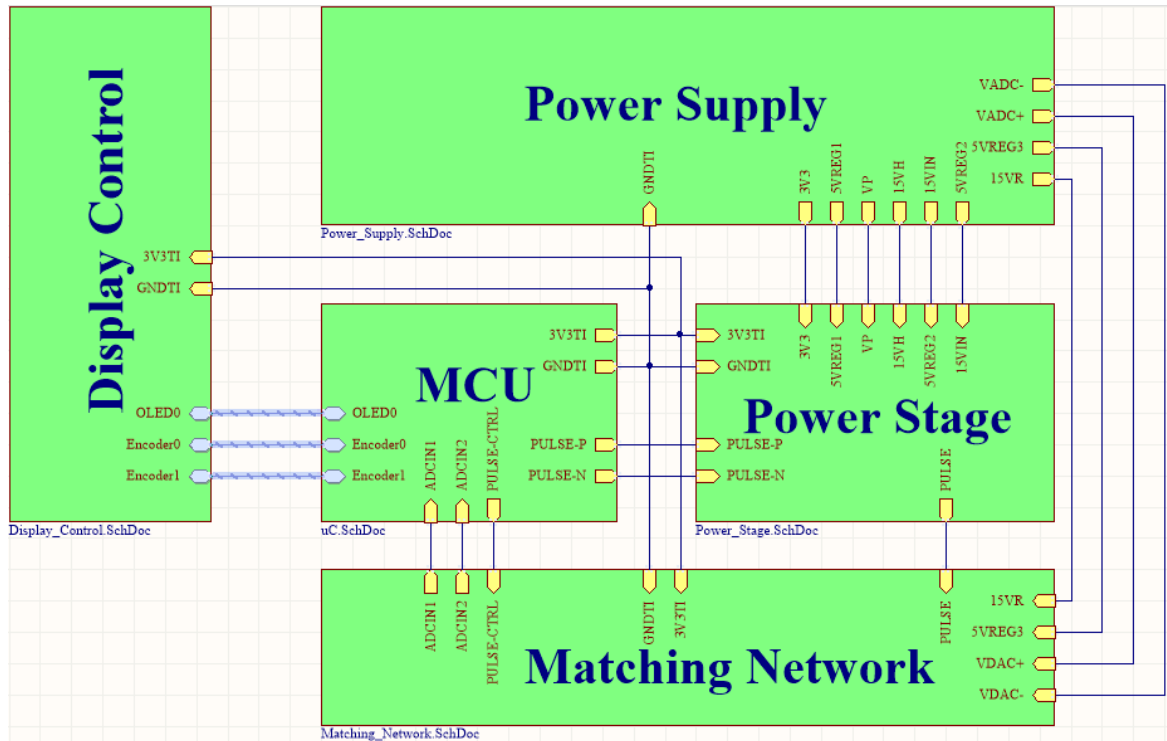 Display Control
3V3TI
GNDTI
OLED0
Encoder0
Encoder1
Display_Control.SchDoc
Power Supply
VADC-
VADC+
5VREG3
15VR
GNDTI
3V3
5VREG1
VP
15VH
15VIN
5VREG2
Power_Supply.SchDoc
MCU
3V3TI
GNDTI
OLED0
Encoder0
Encoder1
ADCIN1
ADCIN2
PULSE-CTRL
PULSE-P
PULSE-N
uC.SchDoc
3V3
5VREG1
VP
15VH
5VREG2
15VIN
3V3TI
GNDTI
Power Stage
PULSE-P
PULSE-N
PULSE
Power_Stage.SchDoc
ADCIN1
ADCIN2
PULSE-CTRL
GNDTI
3V3TI
PULSE
15VR
5VREG3
VDAC+
VDAC-
Matching Network
Matching_Network.SchDoc